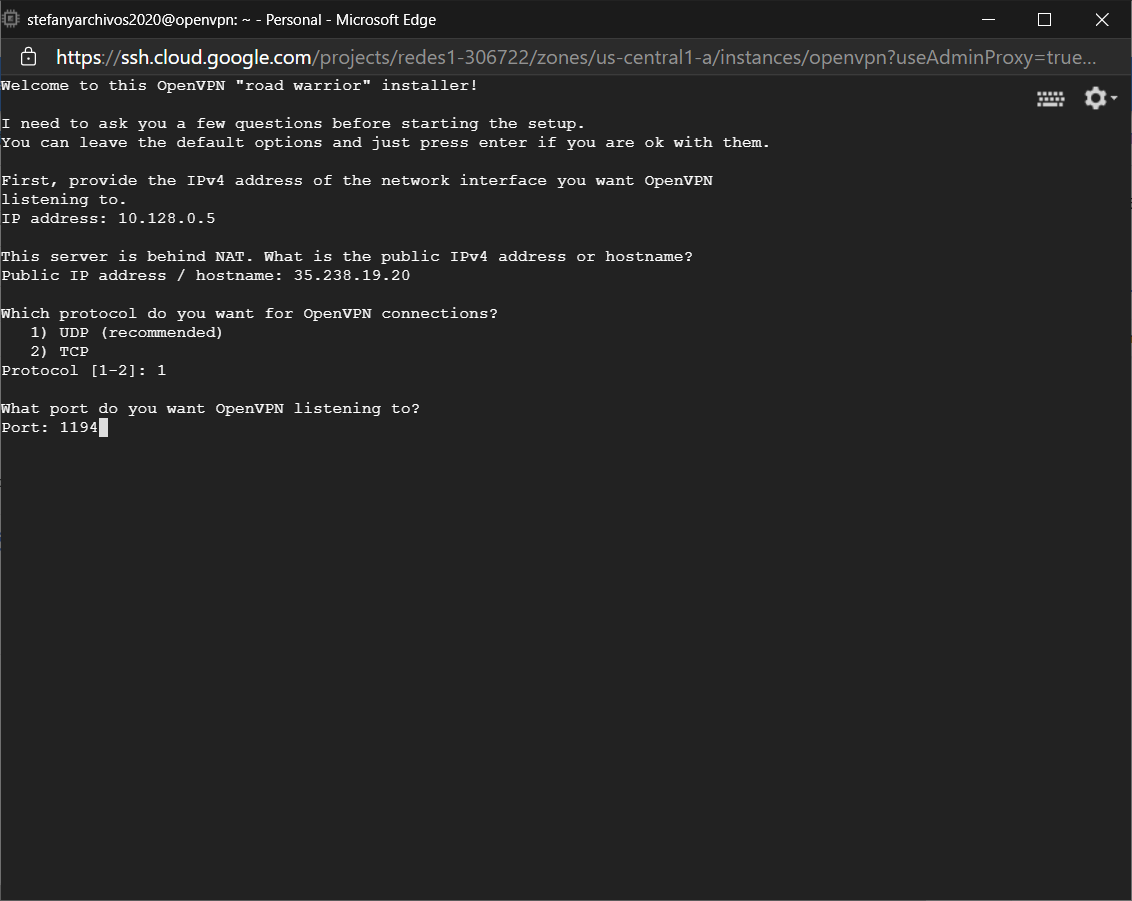 stefanyarchivos2020@openvpn: ~ - Personal - Microsoft Edge
https://ssh.cloud.google.com/projects/redes1-306722/zones/us-central1-a/instances/openvpn?useAdminProxy=true...
Welcome to this OpenVPN "road warrior" installer!
I need to ask you a few questions before starting the setup.
You can leave the default options and just press enter if you are ok with them.
First, provide the IPv4 address of the network interface you want OpenVPN
listening to.
IP address: 10.128.0.5
This server is behind NAT. What is the public IPv4 address or hostname?
Public IP address / hostname: 35.238.19.20
Which protocol do you want for OpenVPN connections?
1) UDP (recommended)
2) TCP
Protocol [1-2]: 1
What port do you want OpenVPN listening to?
Port: 1194